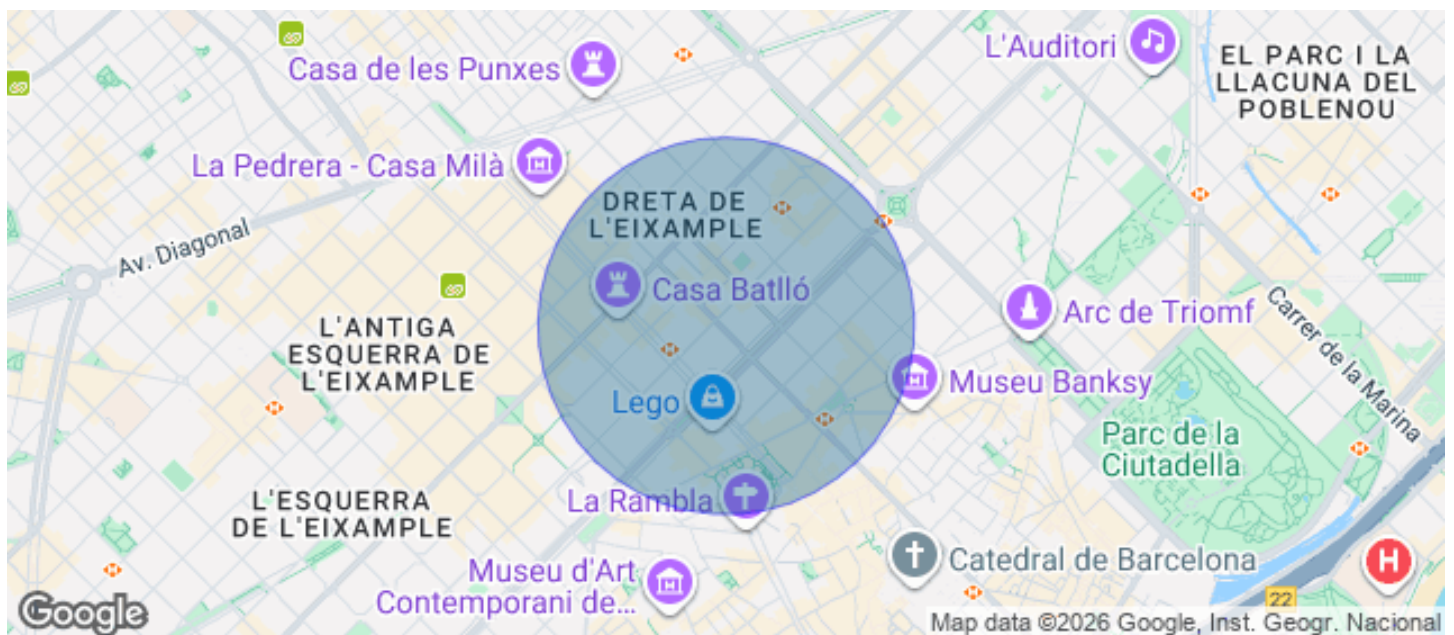 L'Auditori
EL PARC I LA
LLACUNA DEL
POBLENOU
Casa de les Punxes
La Pedrera - Casa Milà
DRETA DE
L'EIXAMPLE
Av. Diagonal
Casa Batlló
Arc de Triomf
Carrer de la Marina
L'ANTIGA
ESQUERRA DE
L'EIXAMPLE
Lego
Museu Banksy
Parc de la
Ciutadella
L'ESQUERRA
DE L'EIXAMPLE
La Rambla
Catedral de Barcelona
H
Museu d'Art
Contemporani de...
22
Google
Map data ©2026 Google, Inst. Geogr. Nacional